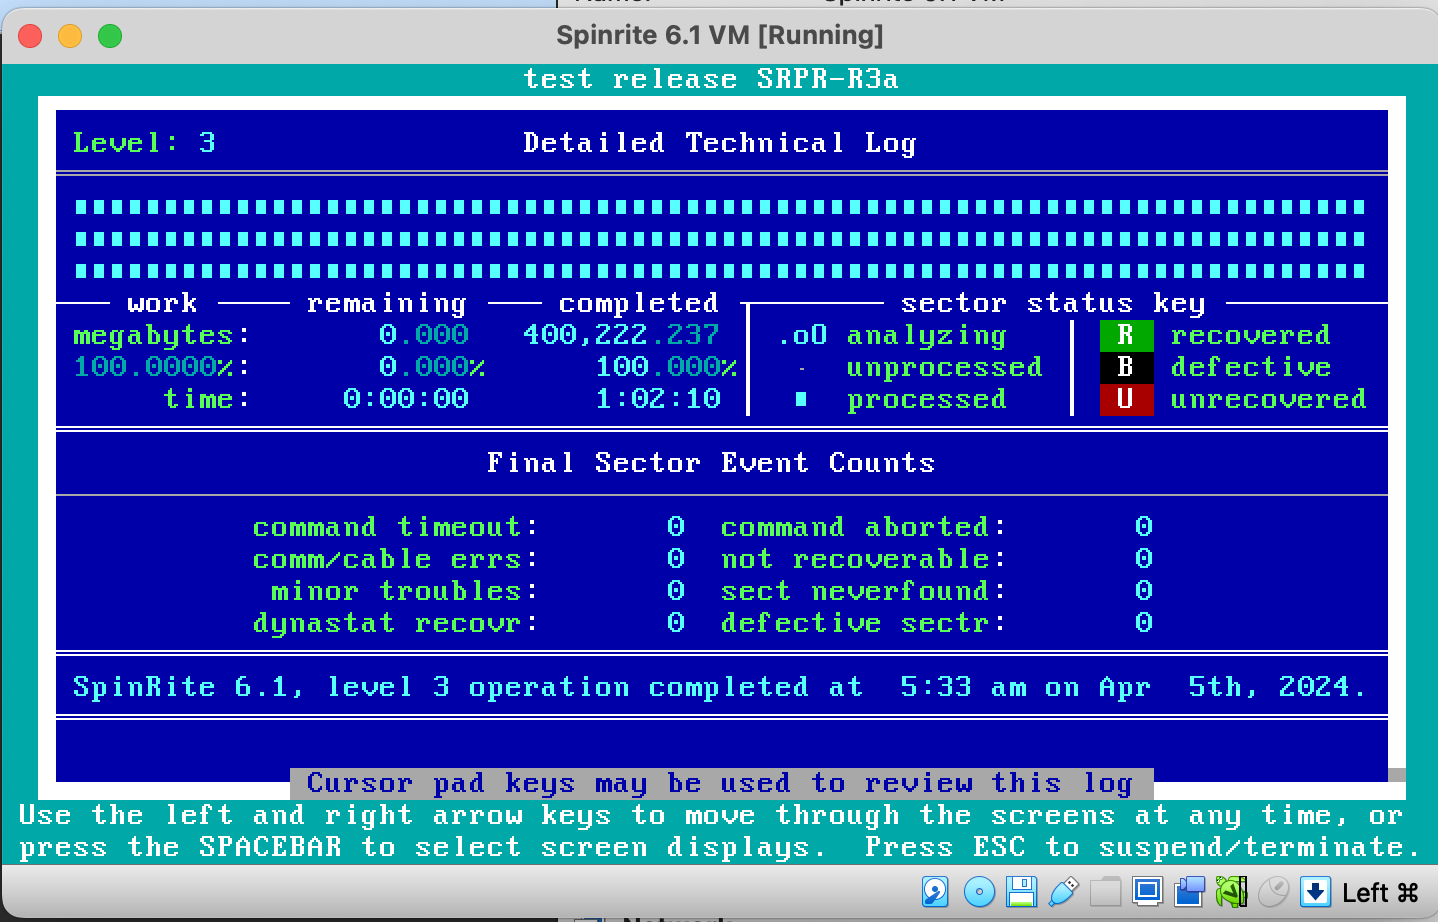 Spinrite 6.1 VM [Running]
test release SRPR-R3a
Level: 3 Detailed Technical Log
work remaining completed sector status key
megabytes: 0.000 400,222.237 .oO analyzing R recovered
100.0000%: 0.000% 100.000% - unprocessed B defective
time: 0:00:00 1:02:10 processed U unrecovered
Final Sector Event Counts
command timeout: 0 command aborted: 0
comm/cable errs: 0 not recoverable: 0
minor troubles: 0 sect neverfound: 0
dynastat recovr: 0 defective sectr: 0
SpinRite 6.1, level 3 operation completed at 5:33 am on Apr 5th, 2024.
Cursor pad keys may be used to review this log
Use the left and right arrow keys to move through the screens at any time, or
press the SPACEBAR to select screen displays. Press ESC to suspend/terminate.
Left ⌘